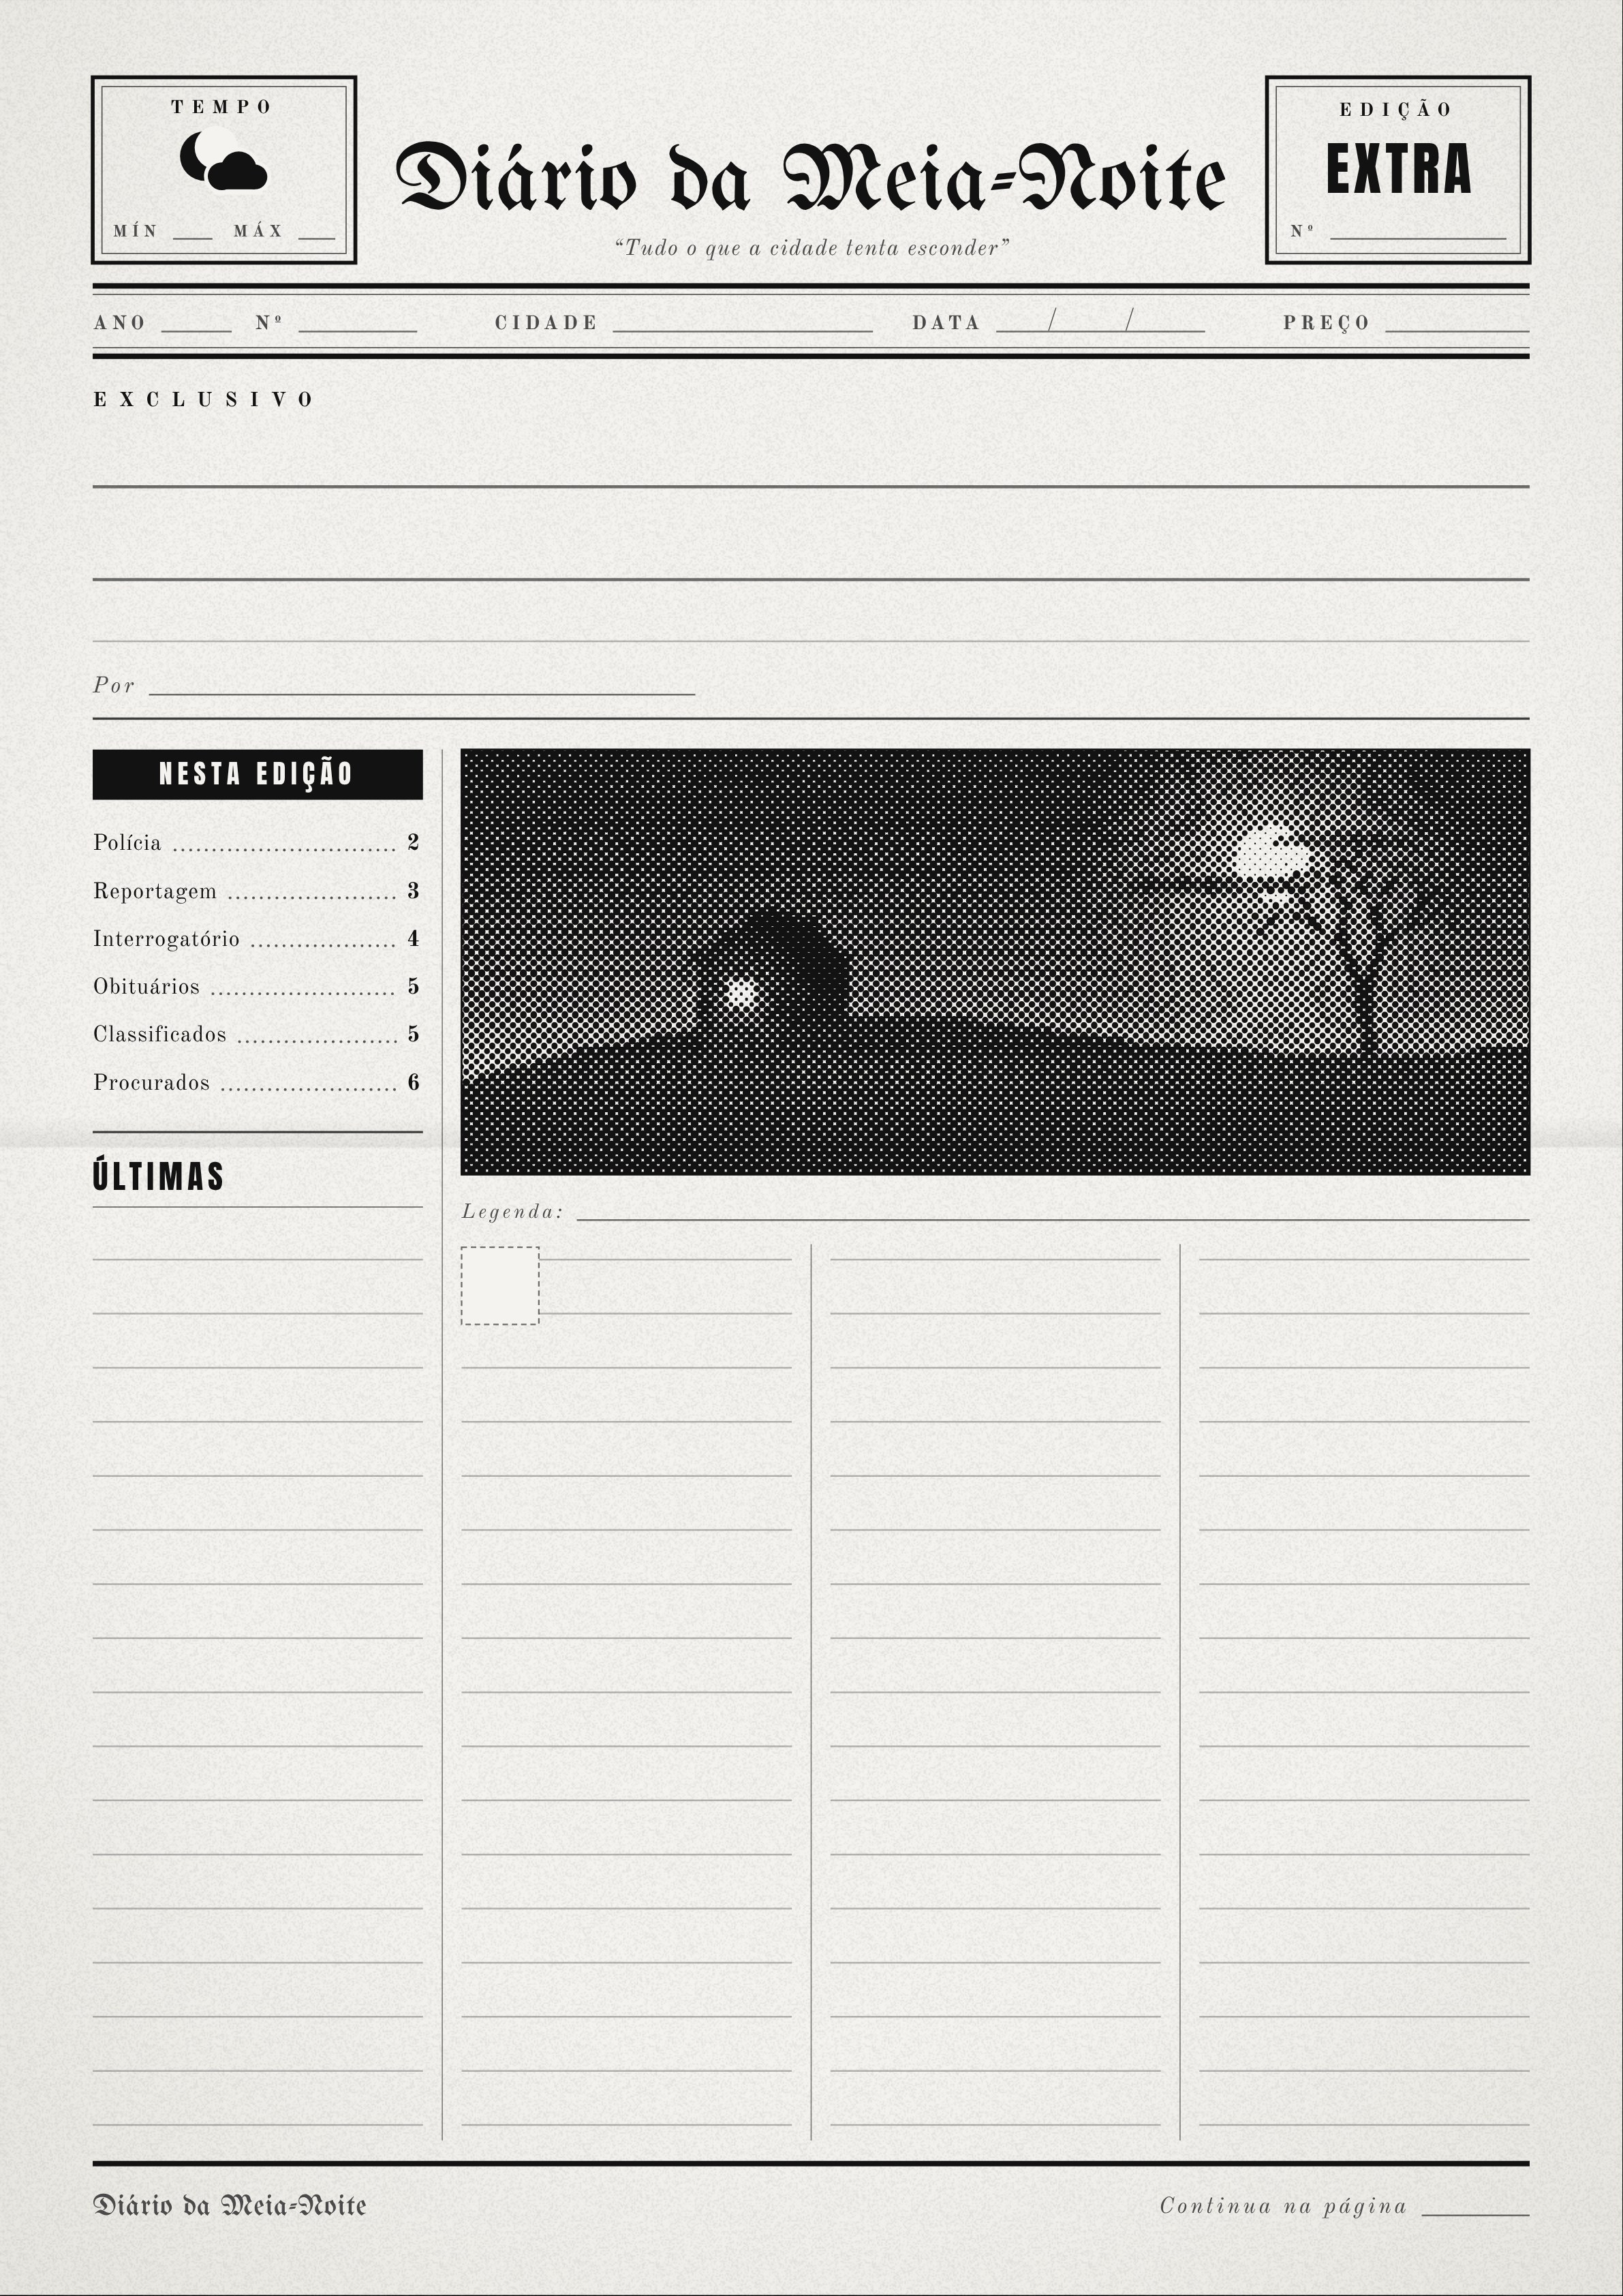 TEMPO
MÍN MÁX
Diário da Meia-Noite
“Tudo o que a cidade tenta esconder”
EDIÇÃO
EXTRA
Nº
ANO Nº CIDADE DATA / / PREÇO
EXCLUSIVO
Por
NESTA EDIÇÃO
Polícia 2
Reportagem 3
Interrogatório 4
Obituários 5
Classificados 5
Procurados 6
ÚLTIMAS
Legenda:
Diário da Meia-Noite
Continua na página